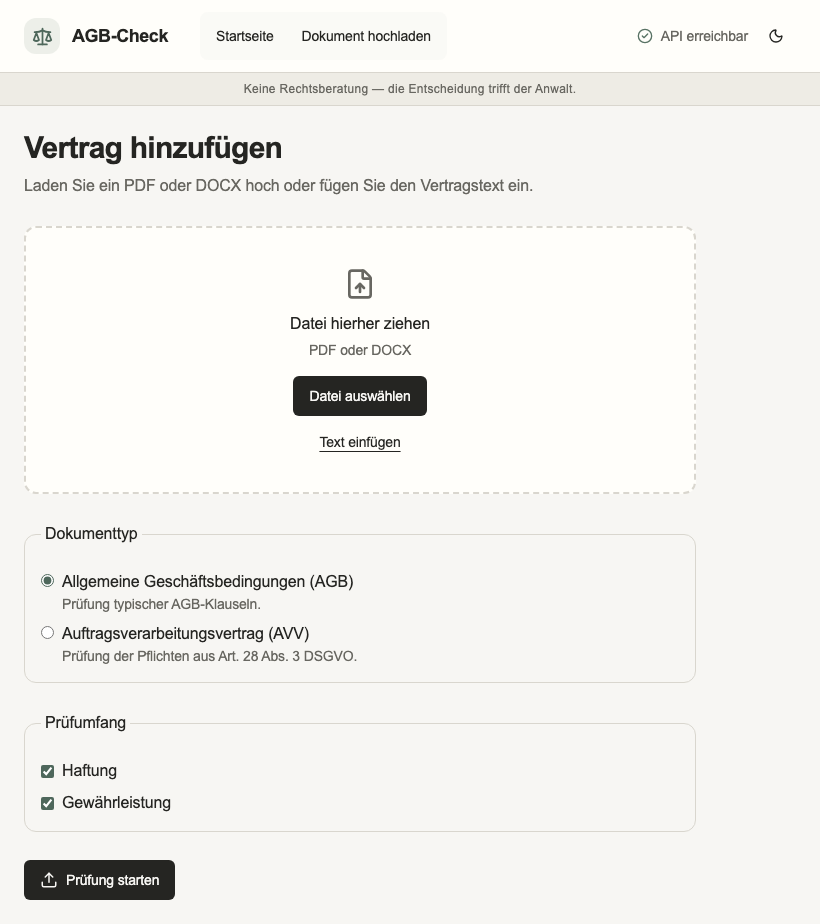 AGB-Check
Startseite
Dokument hochladen
API erreichbar
Keine Rechtsberatung — die Entscheidung trifft der Anwalt.
Vertrag hinzufügen
Laden Sie ein PDF oder DOCX hoch oder fügen Sie den Vertragstext ein.
Datei hierher ziehen
PDF oder DOCX
Datei auswählen
Text einfügen
Dokumenttyp
Allgemeine Geschäftsbedingungen (AGB)
Prüfung typischer AGB-Klauseln.
Auftragsverarbeitungsvertrag (AVV)
Prüfung der Pflichten aus Art. 28 Abs. 3 DSGVO.
Prüfumfang
Haftung
Gewährleistung
Prüfung starten